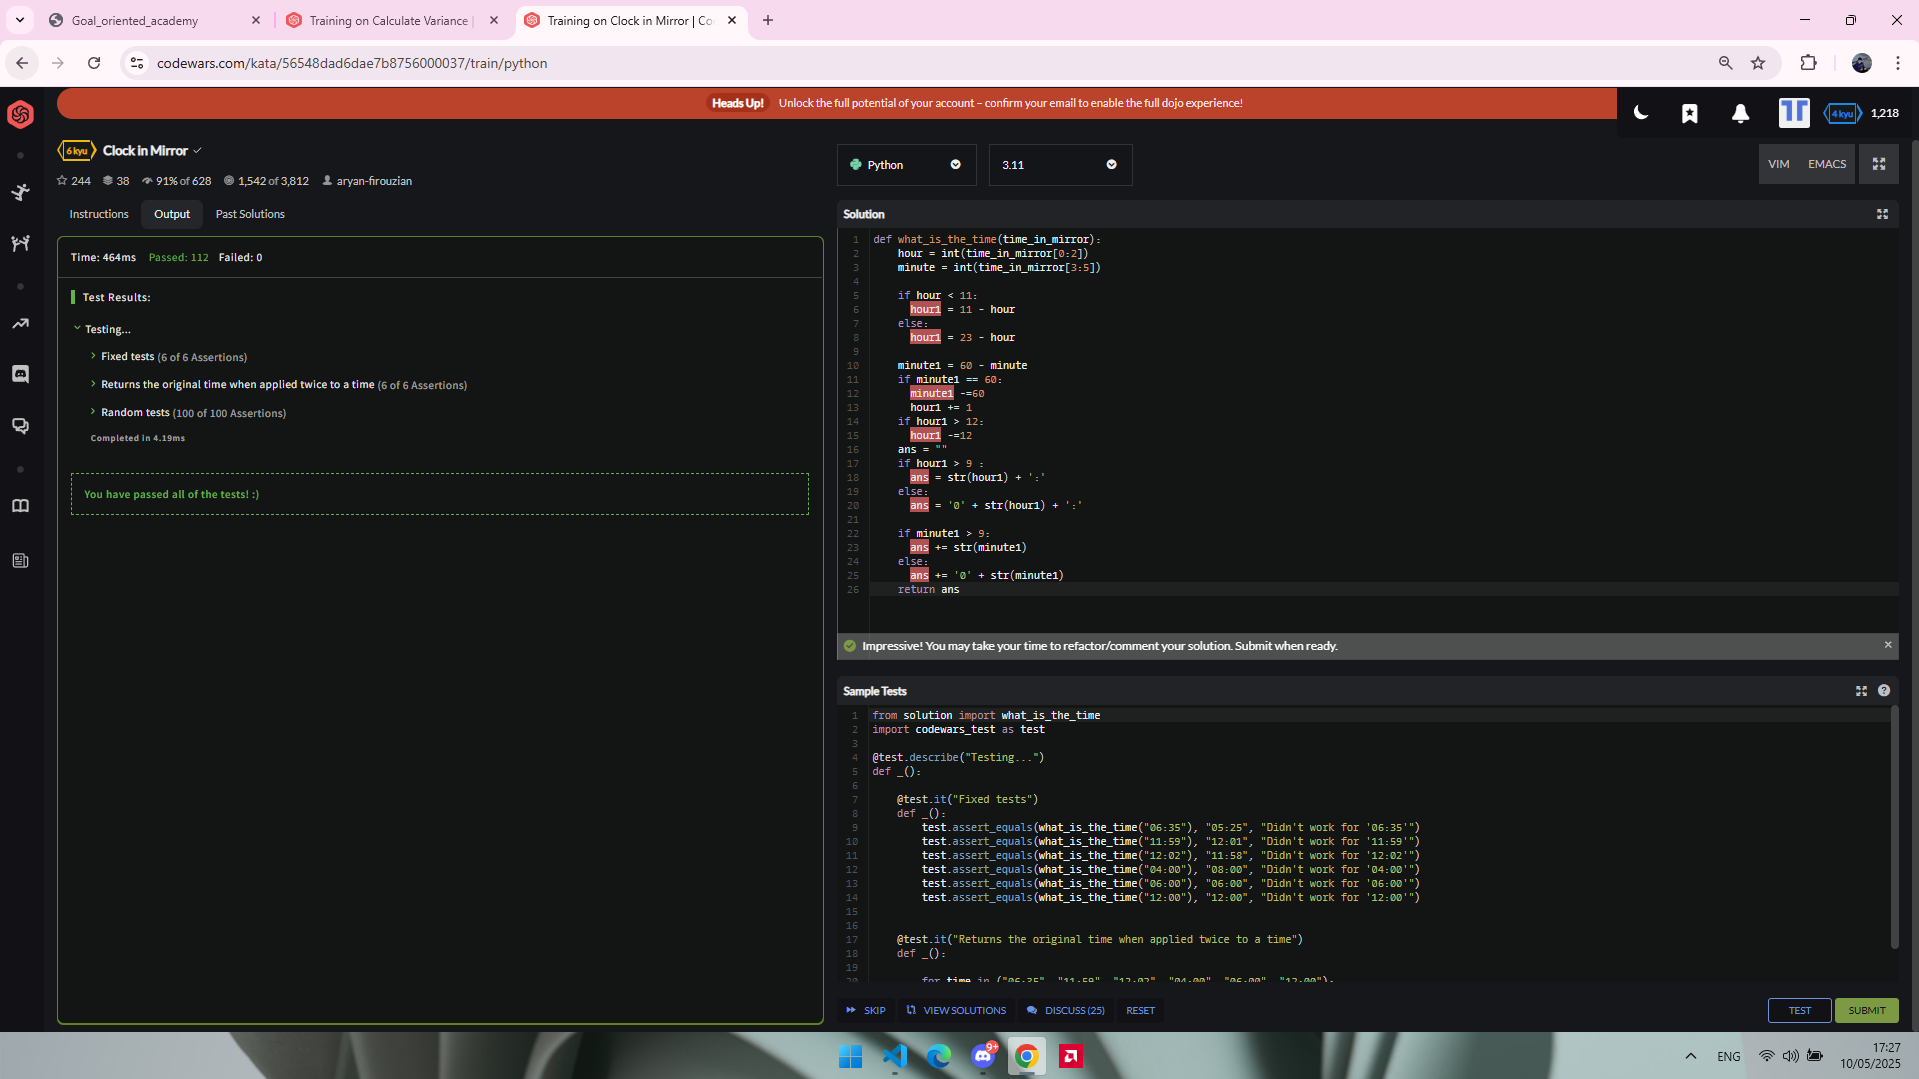 Goal_oriented_academy
Training on Calculate Variance |
Training on Clock in Mirror | Co
codewars.com/kata/56548dad6dae7b8756000037/train/python
Heads Up! Unlock the full potential of your account – confirm your email to enable the full dojo experience!
4 kyu 1,218
6 kyu Clock in Mirror
244 38 91% of 628 1,542 of 3,812 aryan-firouzian
Instructions Output Past Solutions
Time: 464ms Passed: 112 Failed: 0
Test Results:
Testing...
Fixed tests (6 of 6 Assertions)
Returns the original time when applied twice to a time (6 of 6 Assertions)
Random tests (100 of 100 Assertions)
Completed in 4.19ms
You have passed all of the tests! :)
Python 3.11 VIM EMACS
Solution
1 def what_is_the_time(time_in_mirror):
2 hour = int(time_in_mirror[0:2])
3 minute = int(time_in_mirror[3:5])
4
5 if hour < 11:
6 hour1 = 11 - hour
7 else:
8 hour1 = 23 - hour
9
10 minute1 = 60 - minute
11 if minute1 == 60:
12 minute1 -=60
13 hour1 += 1
14 if hour1 > 12:
15 hour1 -=12
16 ans = ""
17 if hour1 > 9 :
18 ans = str(hour1) + ':'
19 else:
20 ans = '0' + str(hour1) + ':'
21
22 if minute1 > 9:
23 ans += str(minute1)
24 else:
25 ans += '0' + str(minute1)
26 return ans
Impressive! You may take your time to refactor/comment your solution. Submit when ready.
Sample Tests
1 from solution import what_is_the_time
2 import codewars_test as test
3
4 @test.describe("Testing...")
5 def _():
6
7 @test.it("Fixed tests")
8 def _():
9 test.assert_equals(what_is_the_time("06:35"), "05:25", "Didn't work for '06:35'")
10 test.assert_equals(what_is_the_time("11:59"), "12:01", "Didn't work for '11:59'")
11 test.assert_equals(what_is_the_time("12:02"), "11:58", "Didn't work for '12:02'")
12 test.assert_equals(what_is_the_time("04:00"), "08:00", "Didn't work for '04:00'")
13 test.assert_equals(what_is_the_time("06:00"), "06:00", "Didn't work for '06:00'")
14 test.assert_equals(what_is_the_time("12:00"), "12:00", "Didn't work for '12:00'")
15
16
17 @test.it("Returns the original time when applied twice to a time")
18 def _():
19
20 for time in ("06:35", "11:59", "12:02", "04:00", "06:00", "12:00"):
SKIP VIEW SOLUTIONS DISCUSS (25) RESET TEST SUBMIT
9+
ENG
17:27
10/05/2025